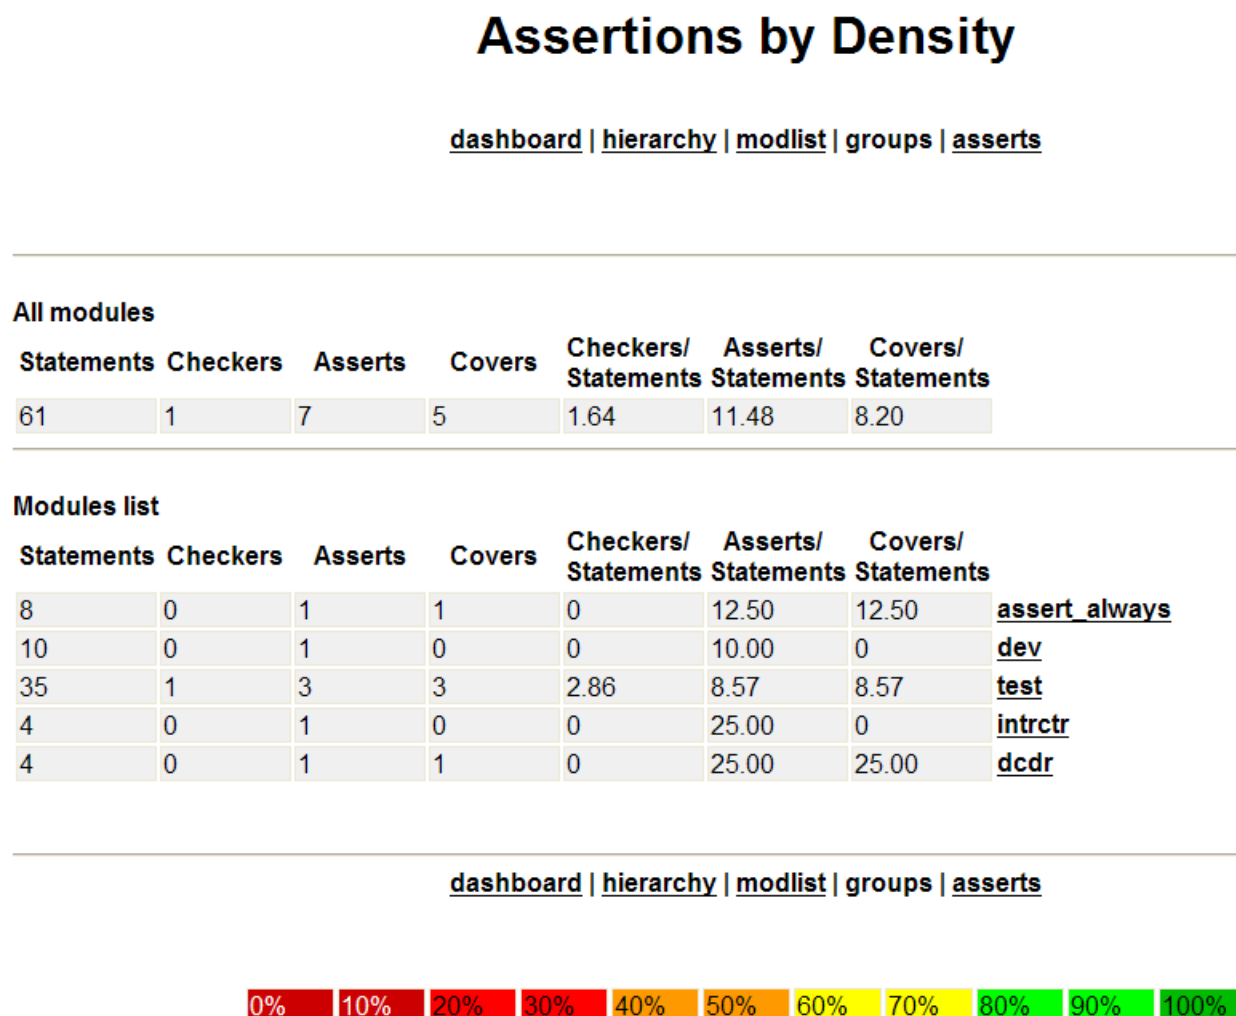 Assertions by Density
dashboard | hierarchy | modlist | groups | asserts
All modules
Statements Checkers Asserts Covers Checkers/ Statements Asserts/ Statements Covers/ Statements
61 1 7 5 1.64 11.48 8.20
Modules list
Statements Checkers Asserts Covers Checkers/ Statements Asserts/ Statements Covers/ Statements
8 0 1 1 0 12.50 12.50 assert_always
10 0 1 0 0 10.00 0 dev
35 1 3 3 2.86 8.57 8.57 test
4 0 1 0 0 25.00 0 intrctr
4 0 1 1 0 25.00 25.00 dcdr
dashboard | hierarchy | modlist | groups | asserts
0% 10% 20% 30% 40% 50% 60% 70% 80% 90% 100%